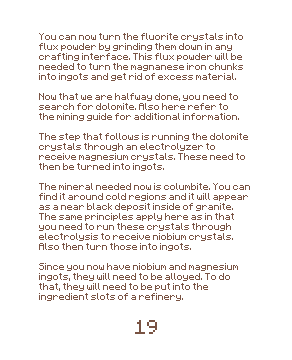 You can now turn the fluorite crystals into
flux powder by grinding them down in any
crafting interface. This flux powder will be
needed to turn the magnanese iron chunks
into ingots and get rid of excess material.
Now that we are halfway done, you need to
search for dolomite. Also here refer to
the mining guide for additional information.
The step that follows is running the dolomite
crystals through an electrolyzer to
receive magnesium crystals. These need to
then be turned into ingots.
The mineral needed now is columbite. You can
find it around cold regions and it will appear
as a near black deposit inside of granite.
The same principles apply here as in that
you need to run these crystals through
electrolysis to receive niobium crystals.
Also then turn those into ingots.
Since you now have niobium and magnesium
ingots, they will need to be alloyed. To do
that, they will need to be put into the
ingredient slots of a refinery.
19